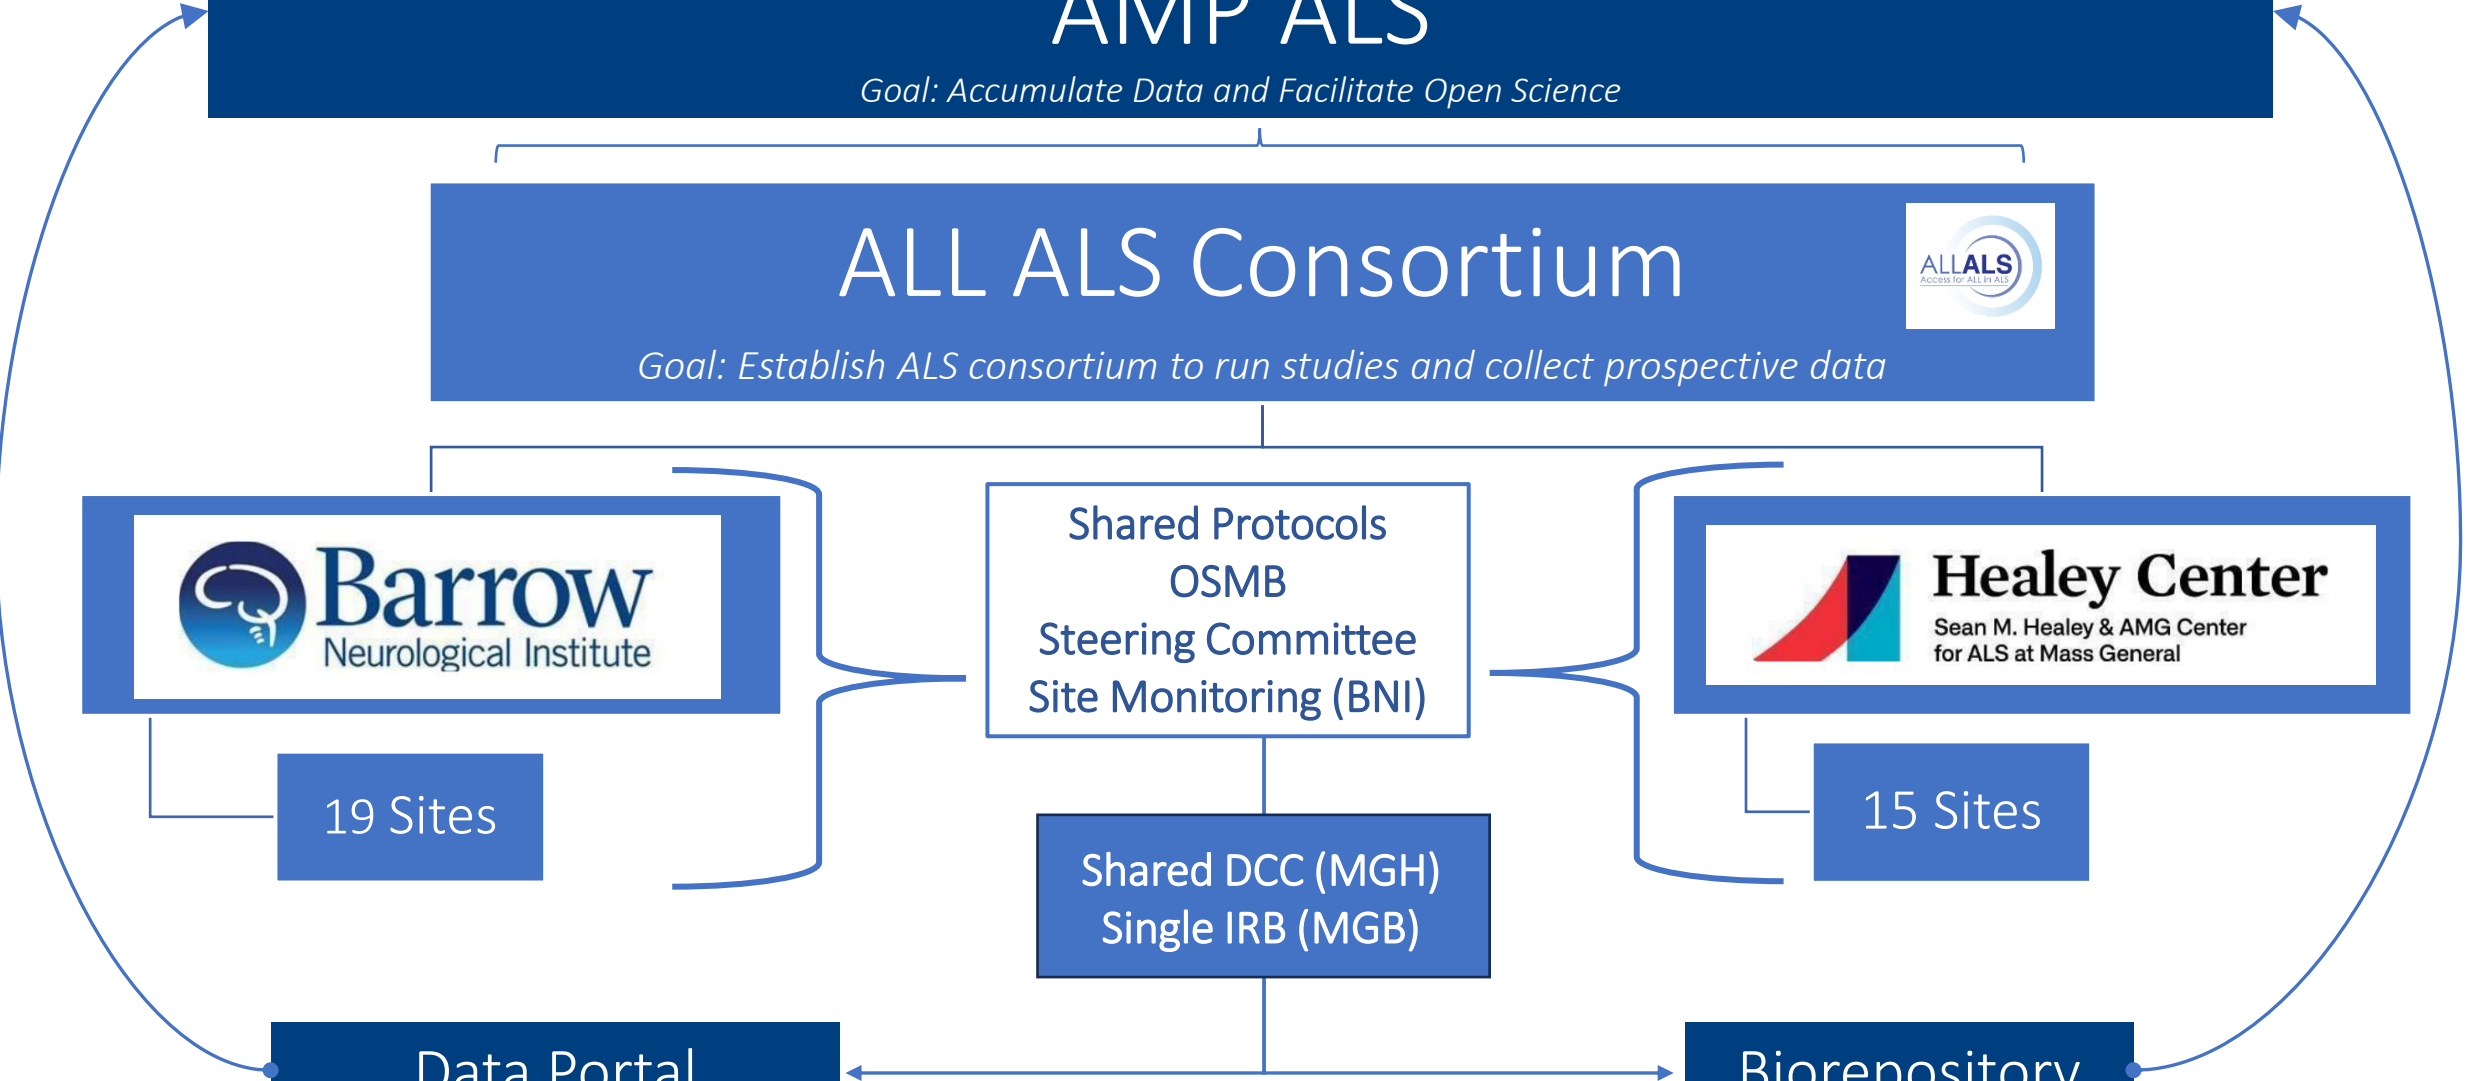 AMP ALS
Goal: Accumulate Data and Facilitate Open Science
ALL ALS Consortium
ALLALS
Access for ALL in ALS
Goal: Establish ALS consortium to run studies and collect prospective data
Barrow
Neurological Institute
Shared Protocols
OSMB
Steering Committee
Site Monitoring (BNI)
Healey Center
Sean M. Healey & AMG Center
for ALS at Mass General
19 Sites
15 Sites
Shared DCC (MGH)
Single IRB (MGB)
Data Portal
Biorepository